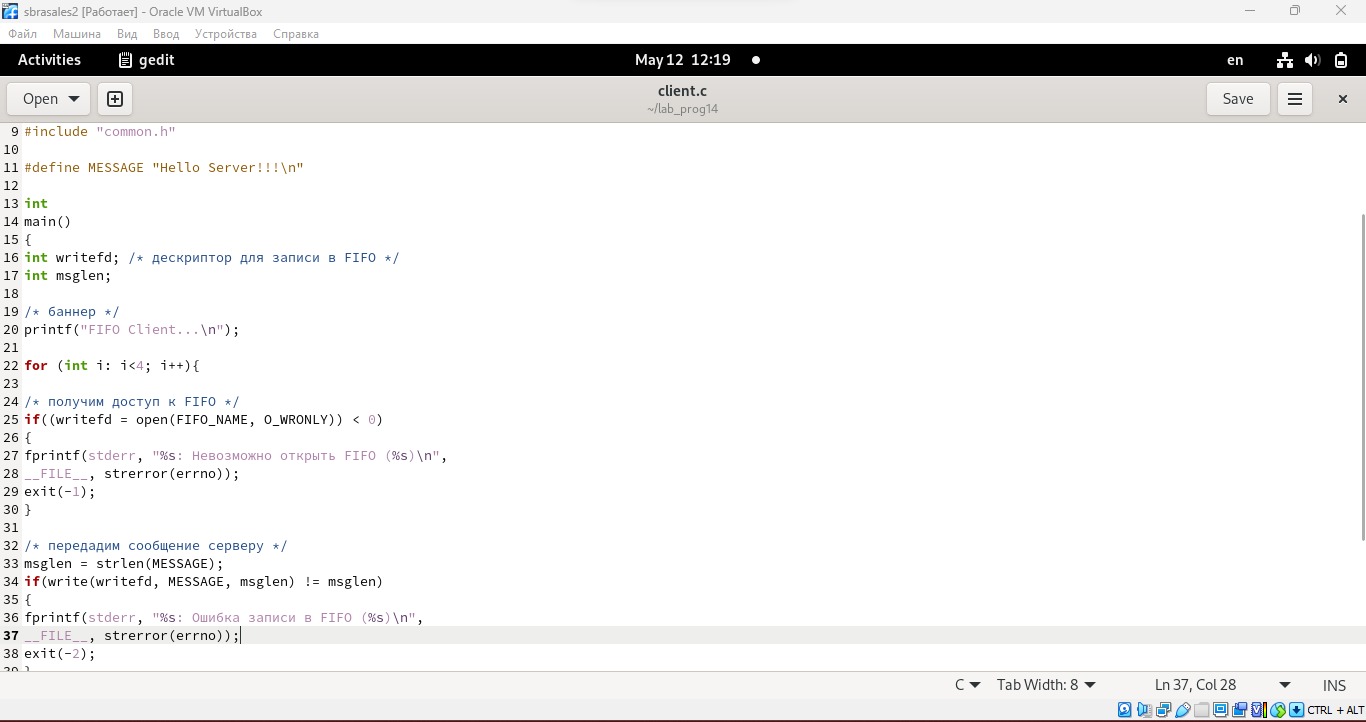 sbrasales2 [Работает] - Oracle VM VirtualBox
Файл Машина Вид Ввод Устройства Справка
Activities gedit May 12 12:19 en
Open client.c Save
~/lab_prog14
9 #include "common.h"
10
11 #define MESSAGE "Hello Server!!!\n"
12
13 int
14 main()
15 {
16 int writefd; /* дескриптор для записи в FIFO */
17 int msglen;
18
19 /* баннер */
20 printf("FIFO Client...\n");
21
22 for (int i: i<4; i++){
23
24 /* получим доступ к FIFO */
25 if((writefd = open(FIFO_NAME, O_WRONLY)) < 0)
26 {
27 fprintf(stderr, "%s: Невозможно открыть FIFO (%s)\n",
28 __FILE__, strerror(errno));
29 exit(-1);
30 }
31
32 /* передадим сообщение серверу */
33 msglen = strlen(MESSAGE);
34 if(write(writefd, MESSAGE, msglen) != msglen)
35 {
36 fprintf(stderr, "%s: Ошибка записи в FIFO (%s)\n",
37 __FILE__, strerror(errno));
38 exit(-2);
39 }
C Tab Width: 8 Ln 37, Col 28 INS
CTRL + ALT